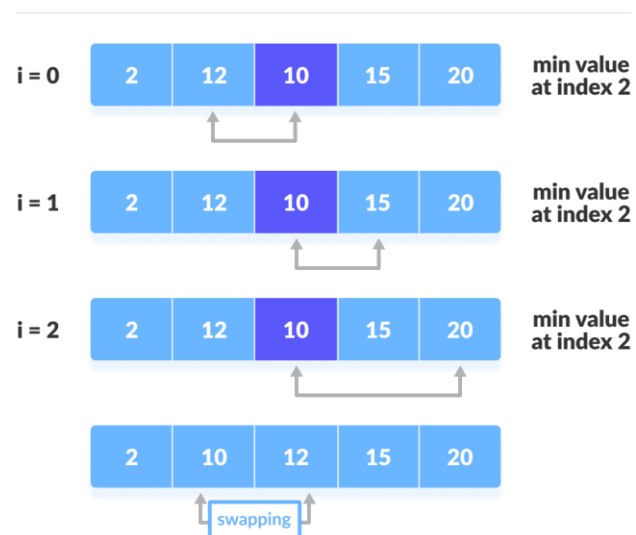 i = 0 2 12 10 15 20 min value
at index 2
i = 1 2 12 10 15 20 min value
at index 2
i = 2 2 12 10 15 20 min value
at index 2
2 10 12 15 20
swapping